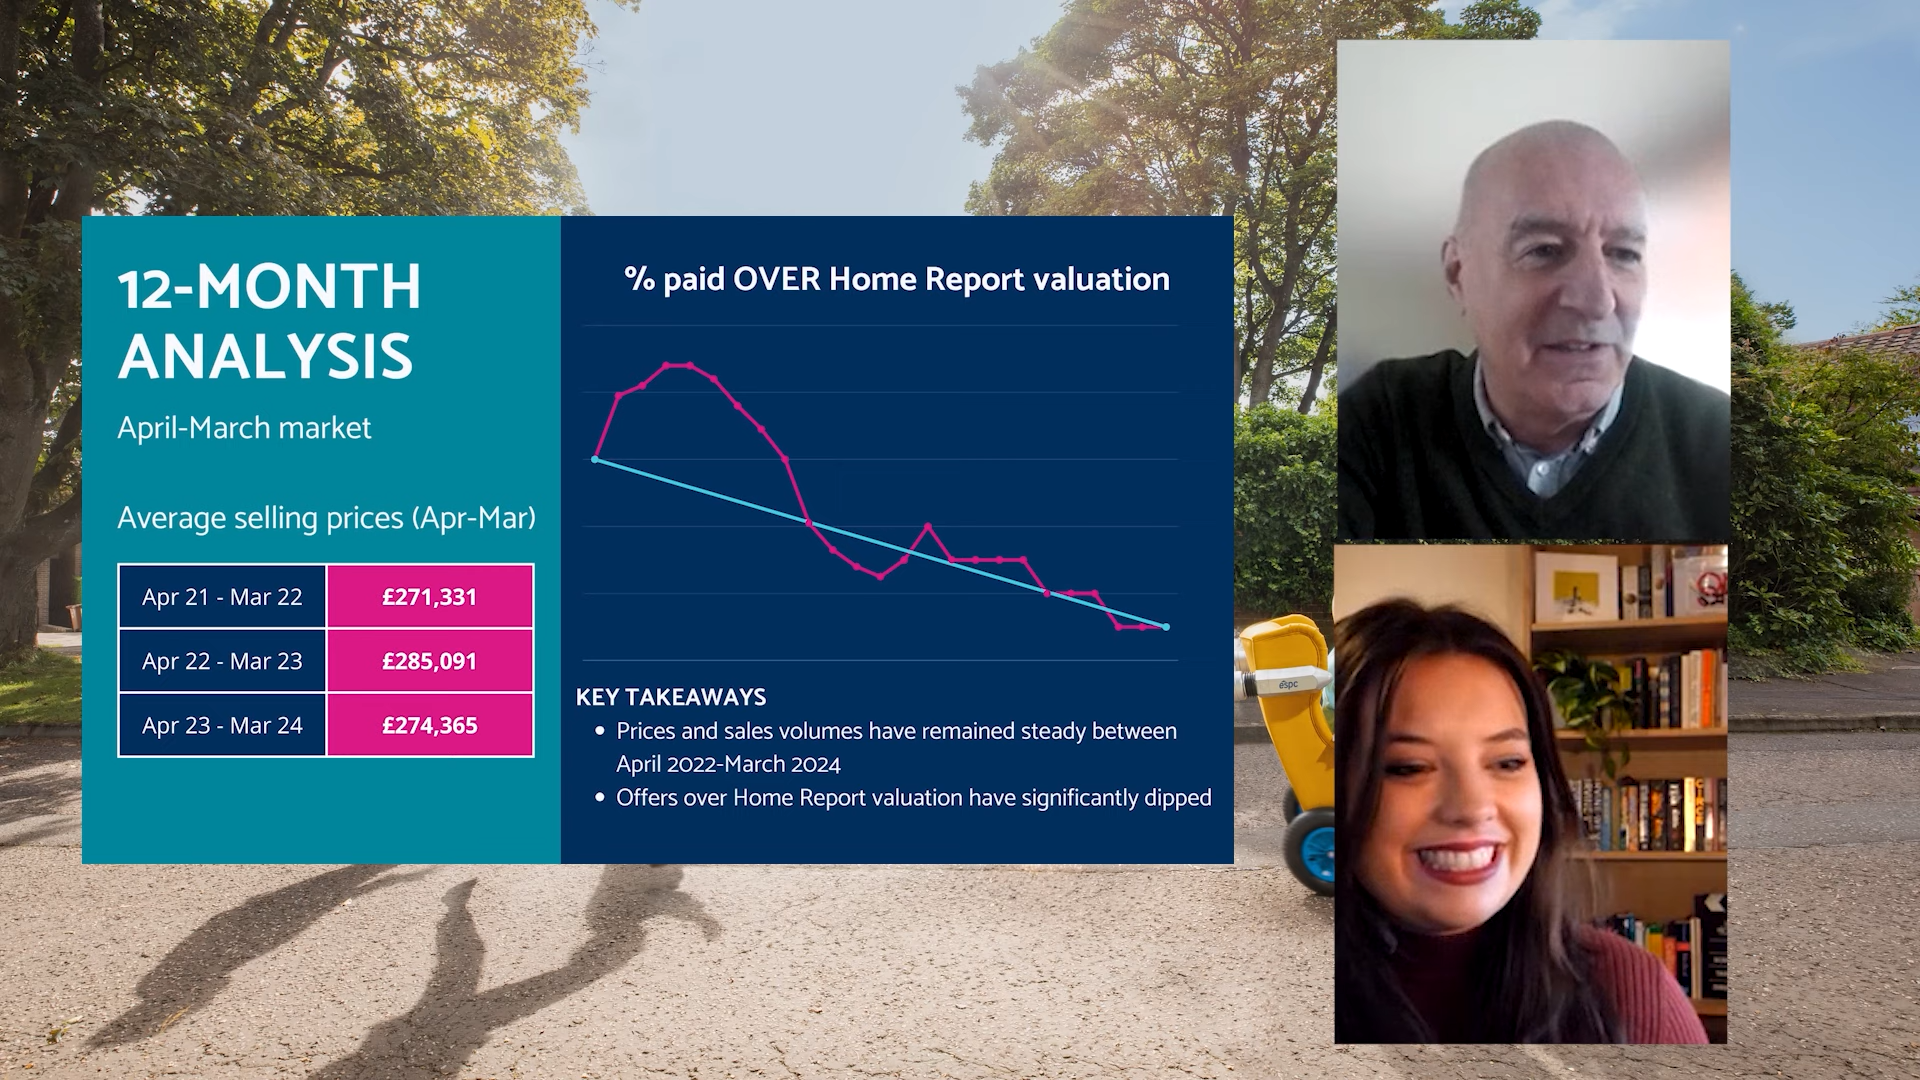 12-MONTH
ANALYSIS
April-March market
Average selling prices (Apr-Mar)
Apr 21 - Mar 22 £271,331
Apr 22 - Mar 23 £285,091
Apr 23 - Mar 24 £274,365
% paid OVER Home Report valuation
KEY TAKEAWAYS
• Prices and sales volumes have remained steady between
April 2022-March 2024
• Offers over Home Report valuation have significantly dipped
espc